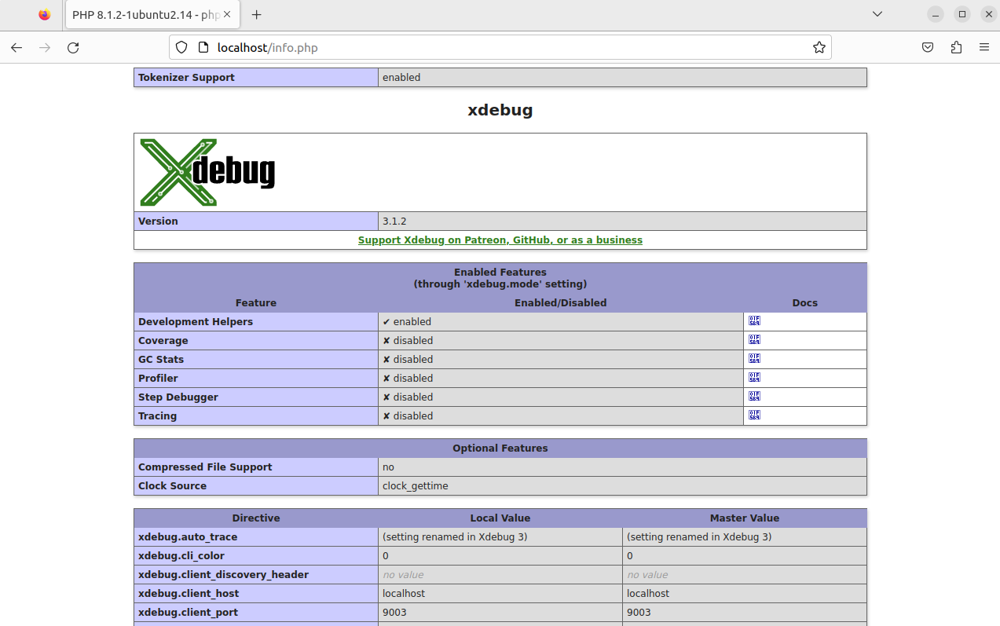 PHP 8.1.2-1ubuntu2.14 - php
localhost/info.php
Tokenizer Support enabled
xdebug
Xdebug
Version 3.1.2
Support Xdebug on Patreon, GitHub, or as a business
Enabled Features
(through 'xdebug.mode' setting)
Feature Enabled/Disabled Docs
Development Helpers ✔ enabled
Coverage ✘ disabled
GC Stats ✘ disabled
Profiler ✘ disabled
Step Debugger ✘ disabled
Tracing ✘ disabled
Optional Features
Compressed File Support no
Clock Source clock_gettime
Directive Local Value Master Value
xdebug.auto_trace (setting renamed in Xdebug 3) (setting renamed in Xdebug 3)
xdebug.cli_color 0 0
xdebug.client_discovery_header no value no value
xdebug.client_host localhost localhost
xdebug.client_port 9003 9003